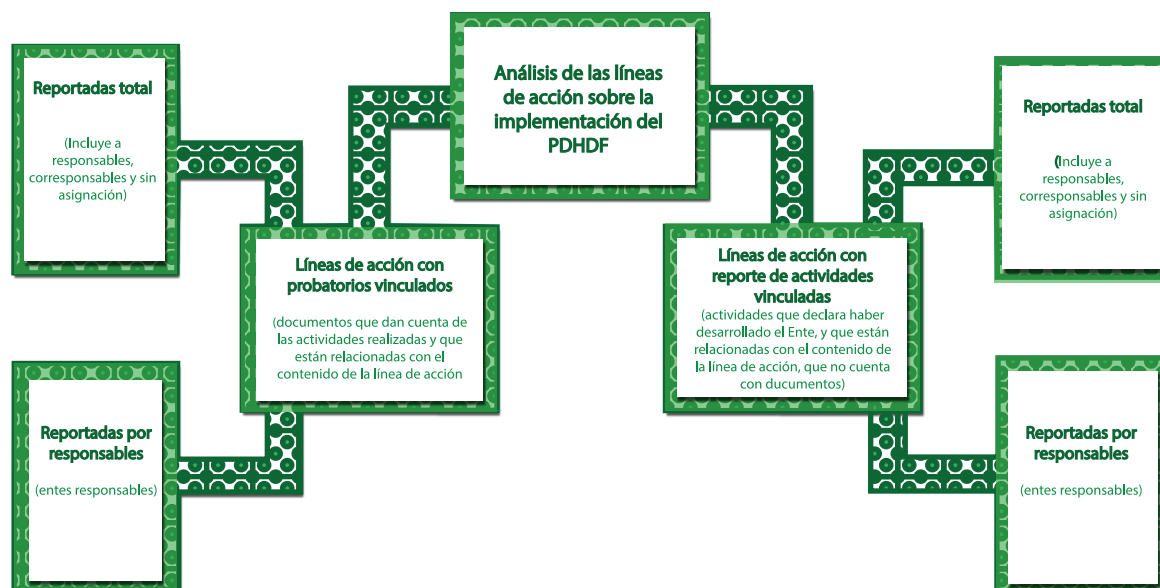 Análisis de las líneas
de acción sobre la
implementación del
PDHDF
Reportadas total
(Incluye a
responsables,
corresponsables y sin
asignación)
Líneas de acción con
probatorios vinculados
(documentos que dan cuenta de
las actividades realizadas y que
están relacionadas con el
contenido de la línea de acción
Reportadas por
responsables
(entes responsables)
Líneas de acción con
reporte de actividades
vinculadas
(actividades que declara haber
desarrollado el Ente, y que están
relacionadas con el contenido de
la línea de acción, que no cuenta
con ducumentos)
Reportadas total
(Incluye a
responsables,
corresponsables y sin
asignación)
Reportadas por
responsables
(entes responsables)